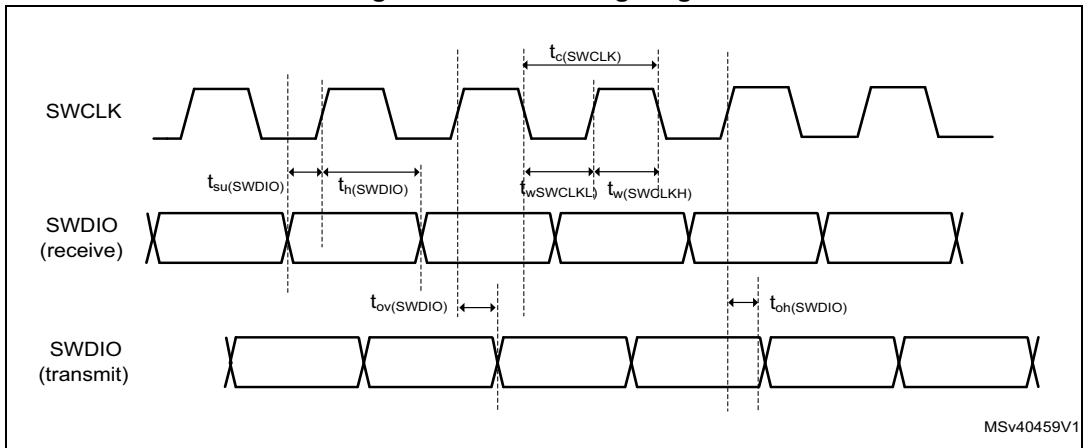 t_c(SWCLK)
SWCLK
t_su(SWDIO)
t_h(SWDIO)
t_wSWCLKL)
t_w(SWCLKH)
SWDIO
(receive)
t_ov(SWDIO)
t_oh(SWDIO)
SWDIO
(transmit)
MSv40459V1